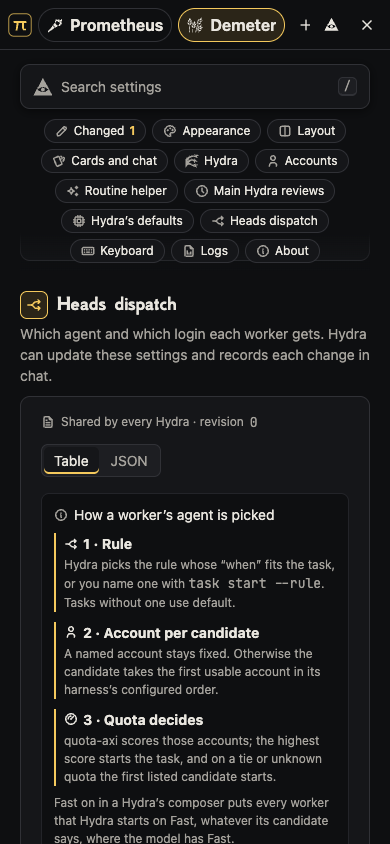 π Prometheus Demeter + ×
Search settings /
Changed 1 Appearance Layout
Cards and chat Hydra Accounts
Routine helper Main Hydra reviews
Hydra's defaults Heads dispatch
Keyboard Logs About
Heads dispatch
Which agent and which login each worker gets. Hydra
can update these settings and records each change in
chat.
Shared by every Hydra · revision 0
Table JSON
How a worker's agent is picked
1 · Rule
Hydra picks the rule whose “when” fits the task,
or you name one with task start --rule.
Tasks without one use default.
2 · Account per candidate
A named account stays fixed. Otherwise the
candidate takes the first usable account in its
harness's configured order.
3 · Quota decides
quota-axi scores those accounts; the highest
score starts the task, and on a tie or unknown
quota the first listed candidate starts.
Fast on in a Hydra's composer puts every worker
that Hydra starts on Fast, whatever its candidate
says, where the model has Fast.